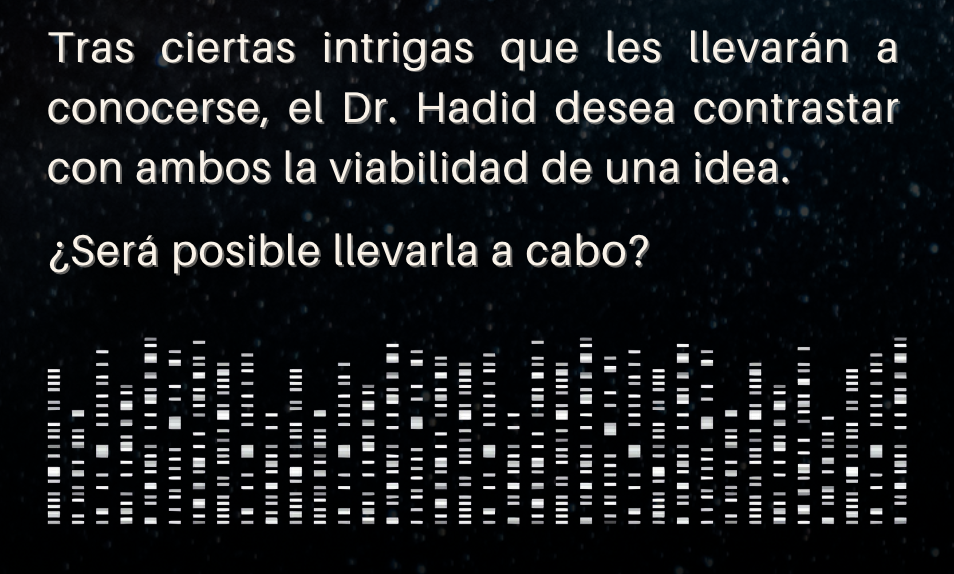 Tras ciertas intrigas que les llevarán a
conocerse, el Dr. Hadid desea contrastar
con ambos la viabilidad de una idea.
¿Será posible llevarla a cabo?